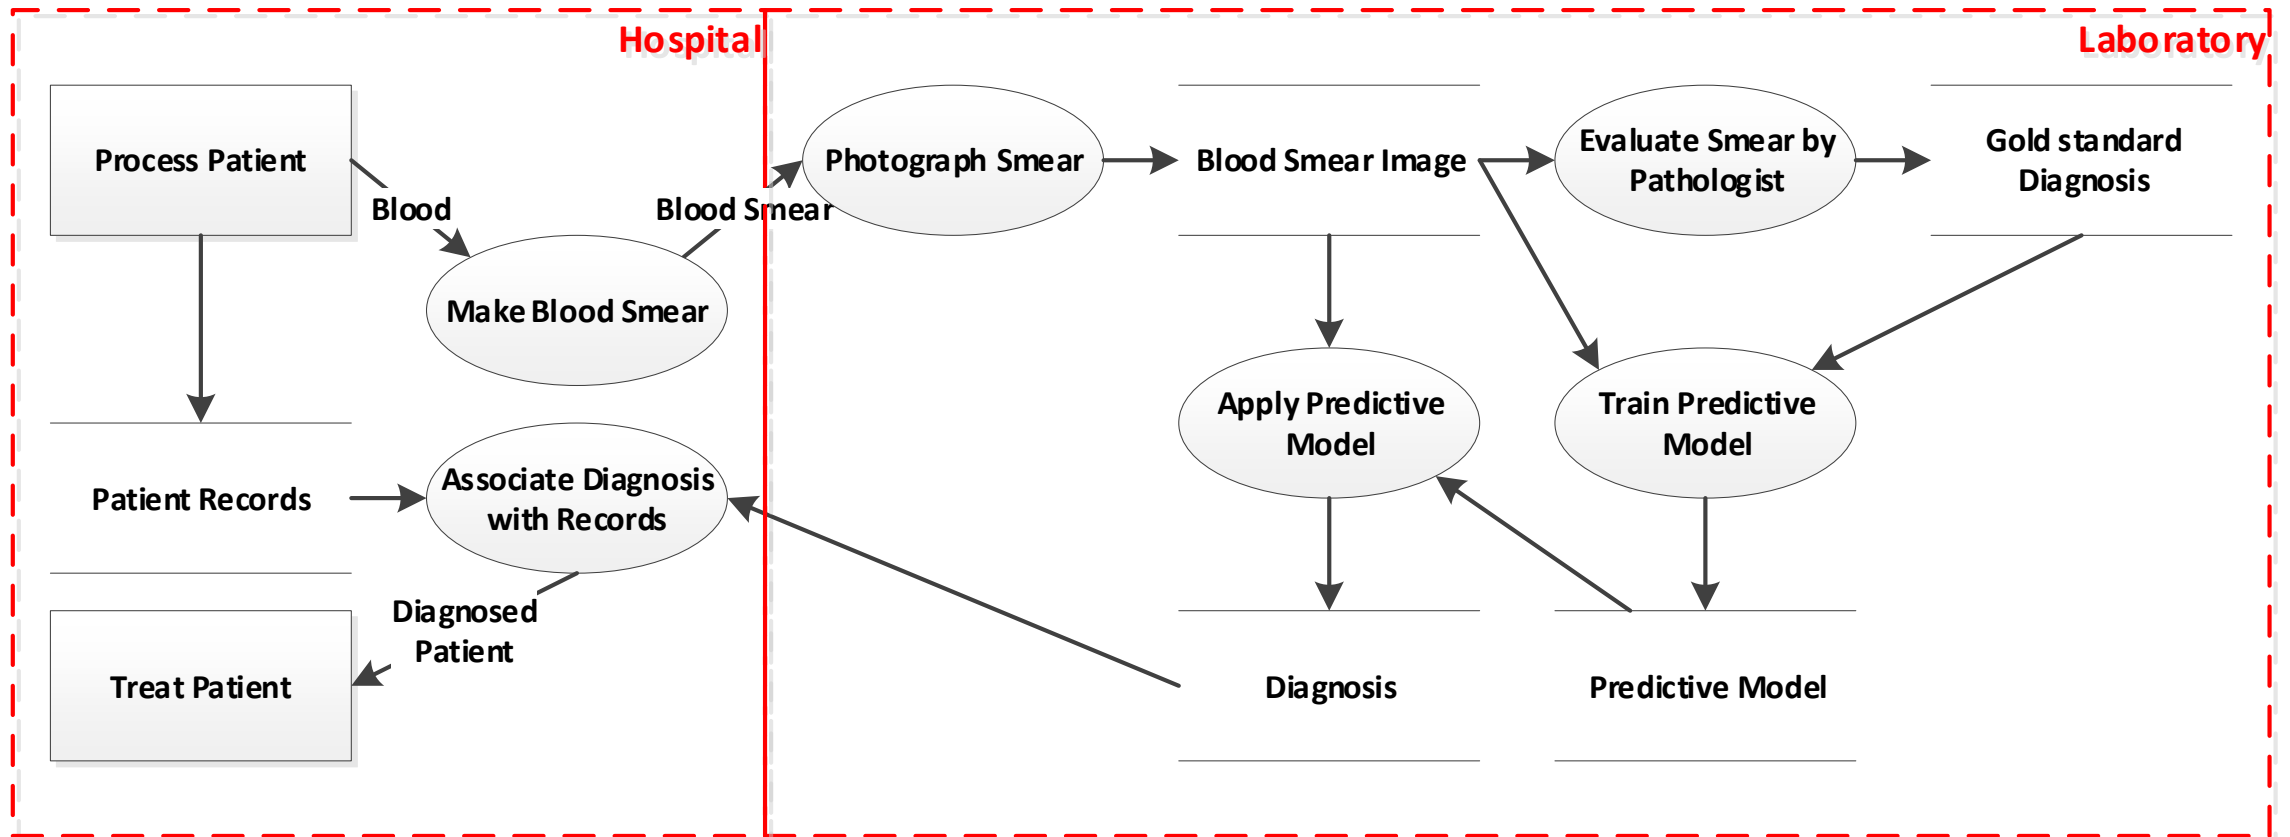 Hospital
Laboratory
Process Patient
Photograph Smear
Blood Smear Image
Evaluate Smear by
Pathologist
Gold standard
Diagnosis
Blood
Blood Smear
Make Blood Smear
Apply Predictive
Model
Train Predictive
Model
Patient Records
Associate Diagnosis
with Records
Diagnosed
Patient
Treat Patient
Diagnosis
Predictive Model